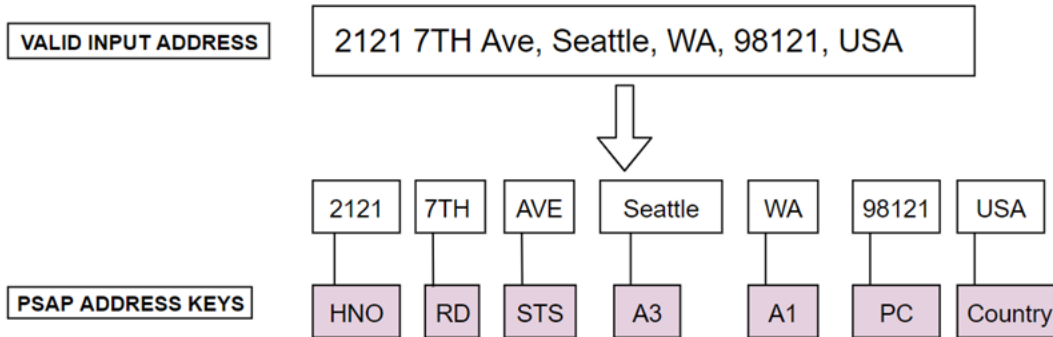 VALID INPUT ADDRESS
2121 7TH Ave, Seattle, WA, 98121, USA
2121 7TH AVE Seattle WA 98121 USA
PSAP ADDRESS KEYS
HNO RD STS A3 A1 PC Country